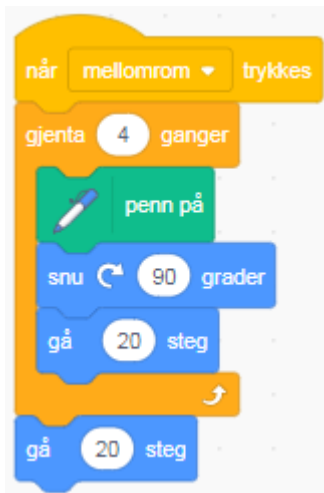 når mellomrom trykkes
gjenta 4 ganger
penn på
snu 90 grader
gå 20 steg
gå 20 steg